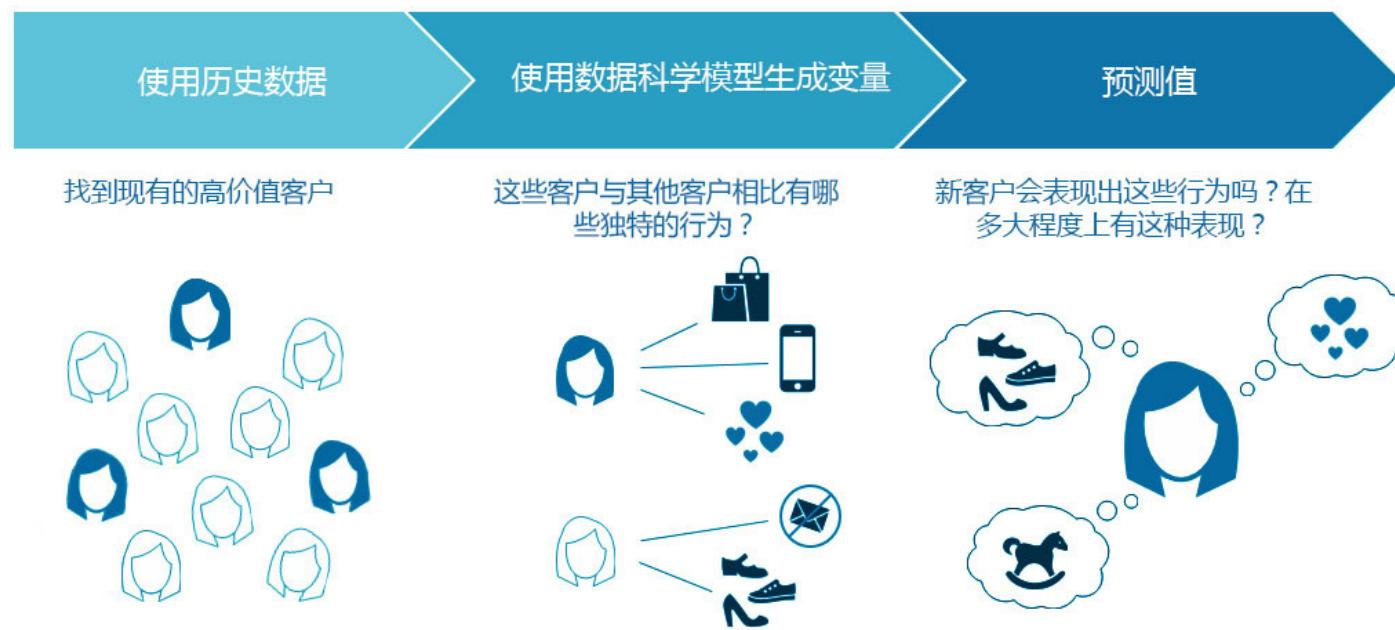 使用历史数据
使用数据科学模型生成变量
预测值
找到现有的高价值客户
这些客户与其他客户相比有哪
些独特的行为？
新客户会表现出这些行为吗？在
多大程度上有这种表现？